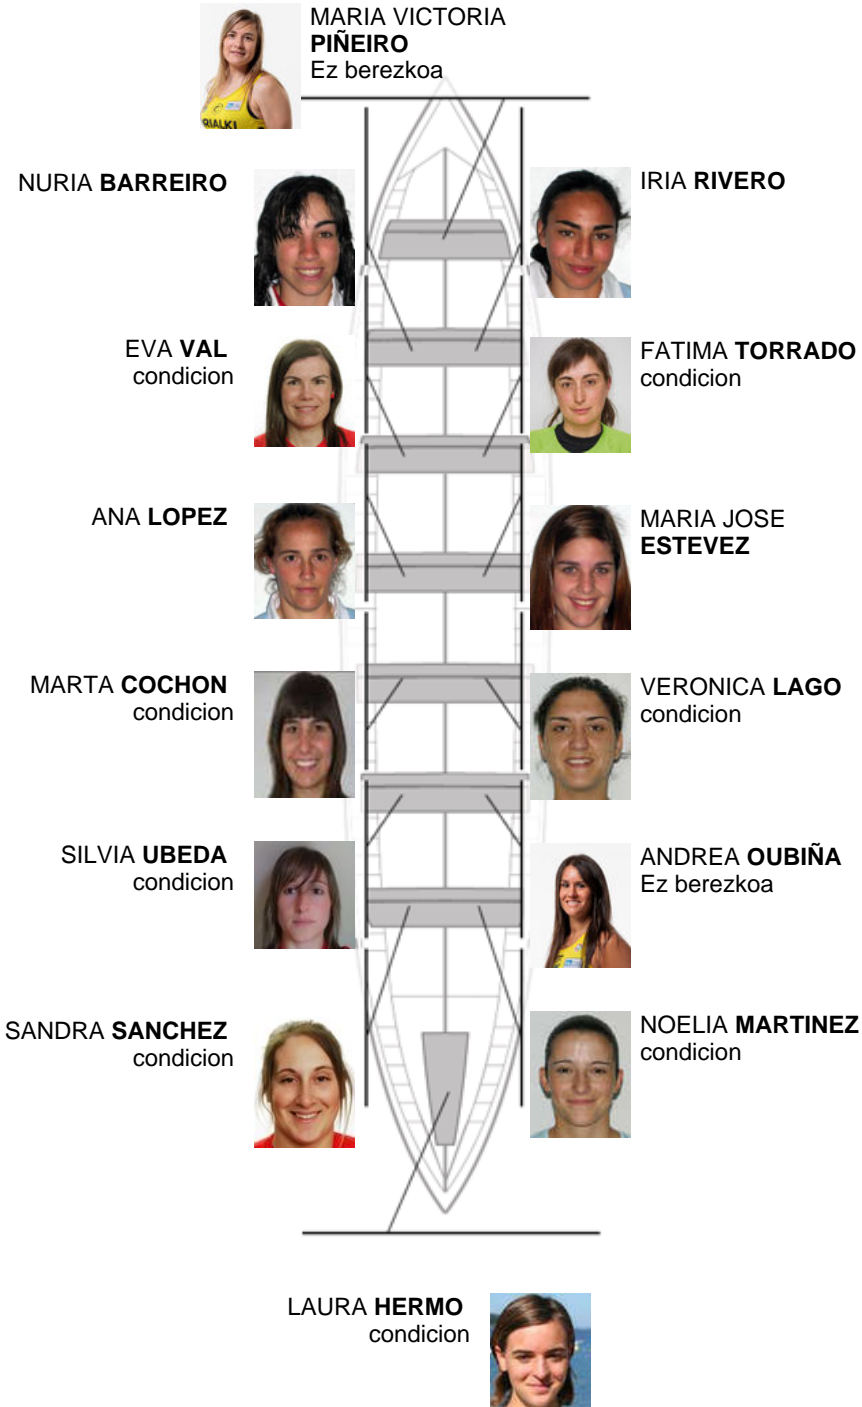 MARIA VICTORIA
PIÑEIRO
Ez berezkoa
RIALKI
NURIA BARREIRO
IRIA RIVERO
EVA VAL
condicion
FATIMA TORRADO
condicion
ANA LOPEZ
MARIA JOSE
ESTEVEZ
MARTA COCHON
condicion
VERONICA LAGO
condicion
SILVIA UBEDA
condicion
ANDREA OUBIÑA
Ez berezkoa
SANDRA SANCHEZ
condicion
NOELIA MARTINEZ
condicion
LAURA HERMO
condicion